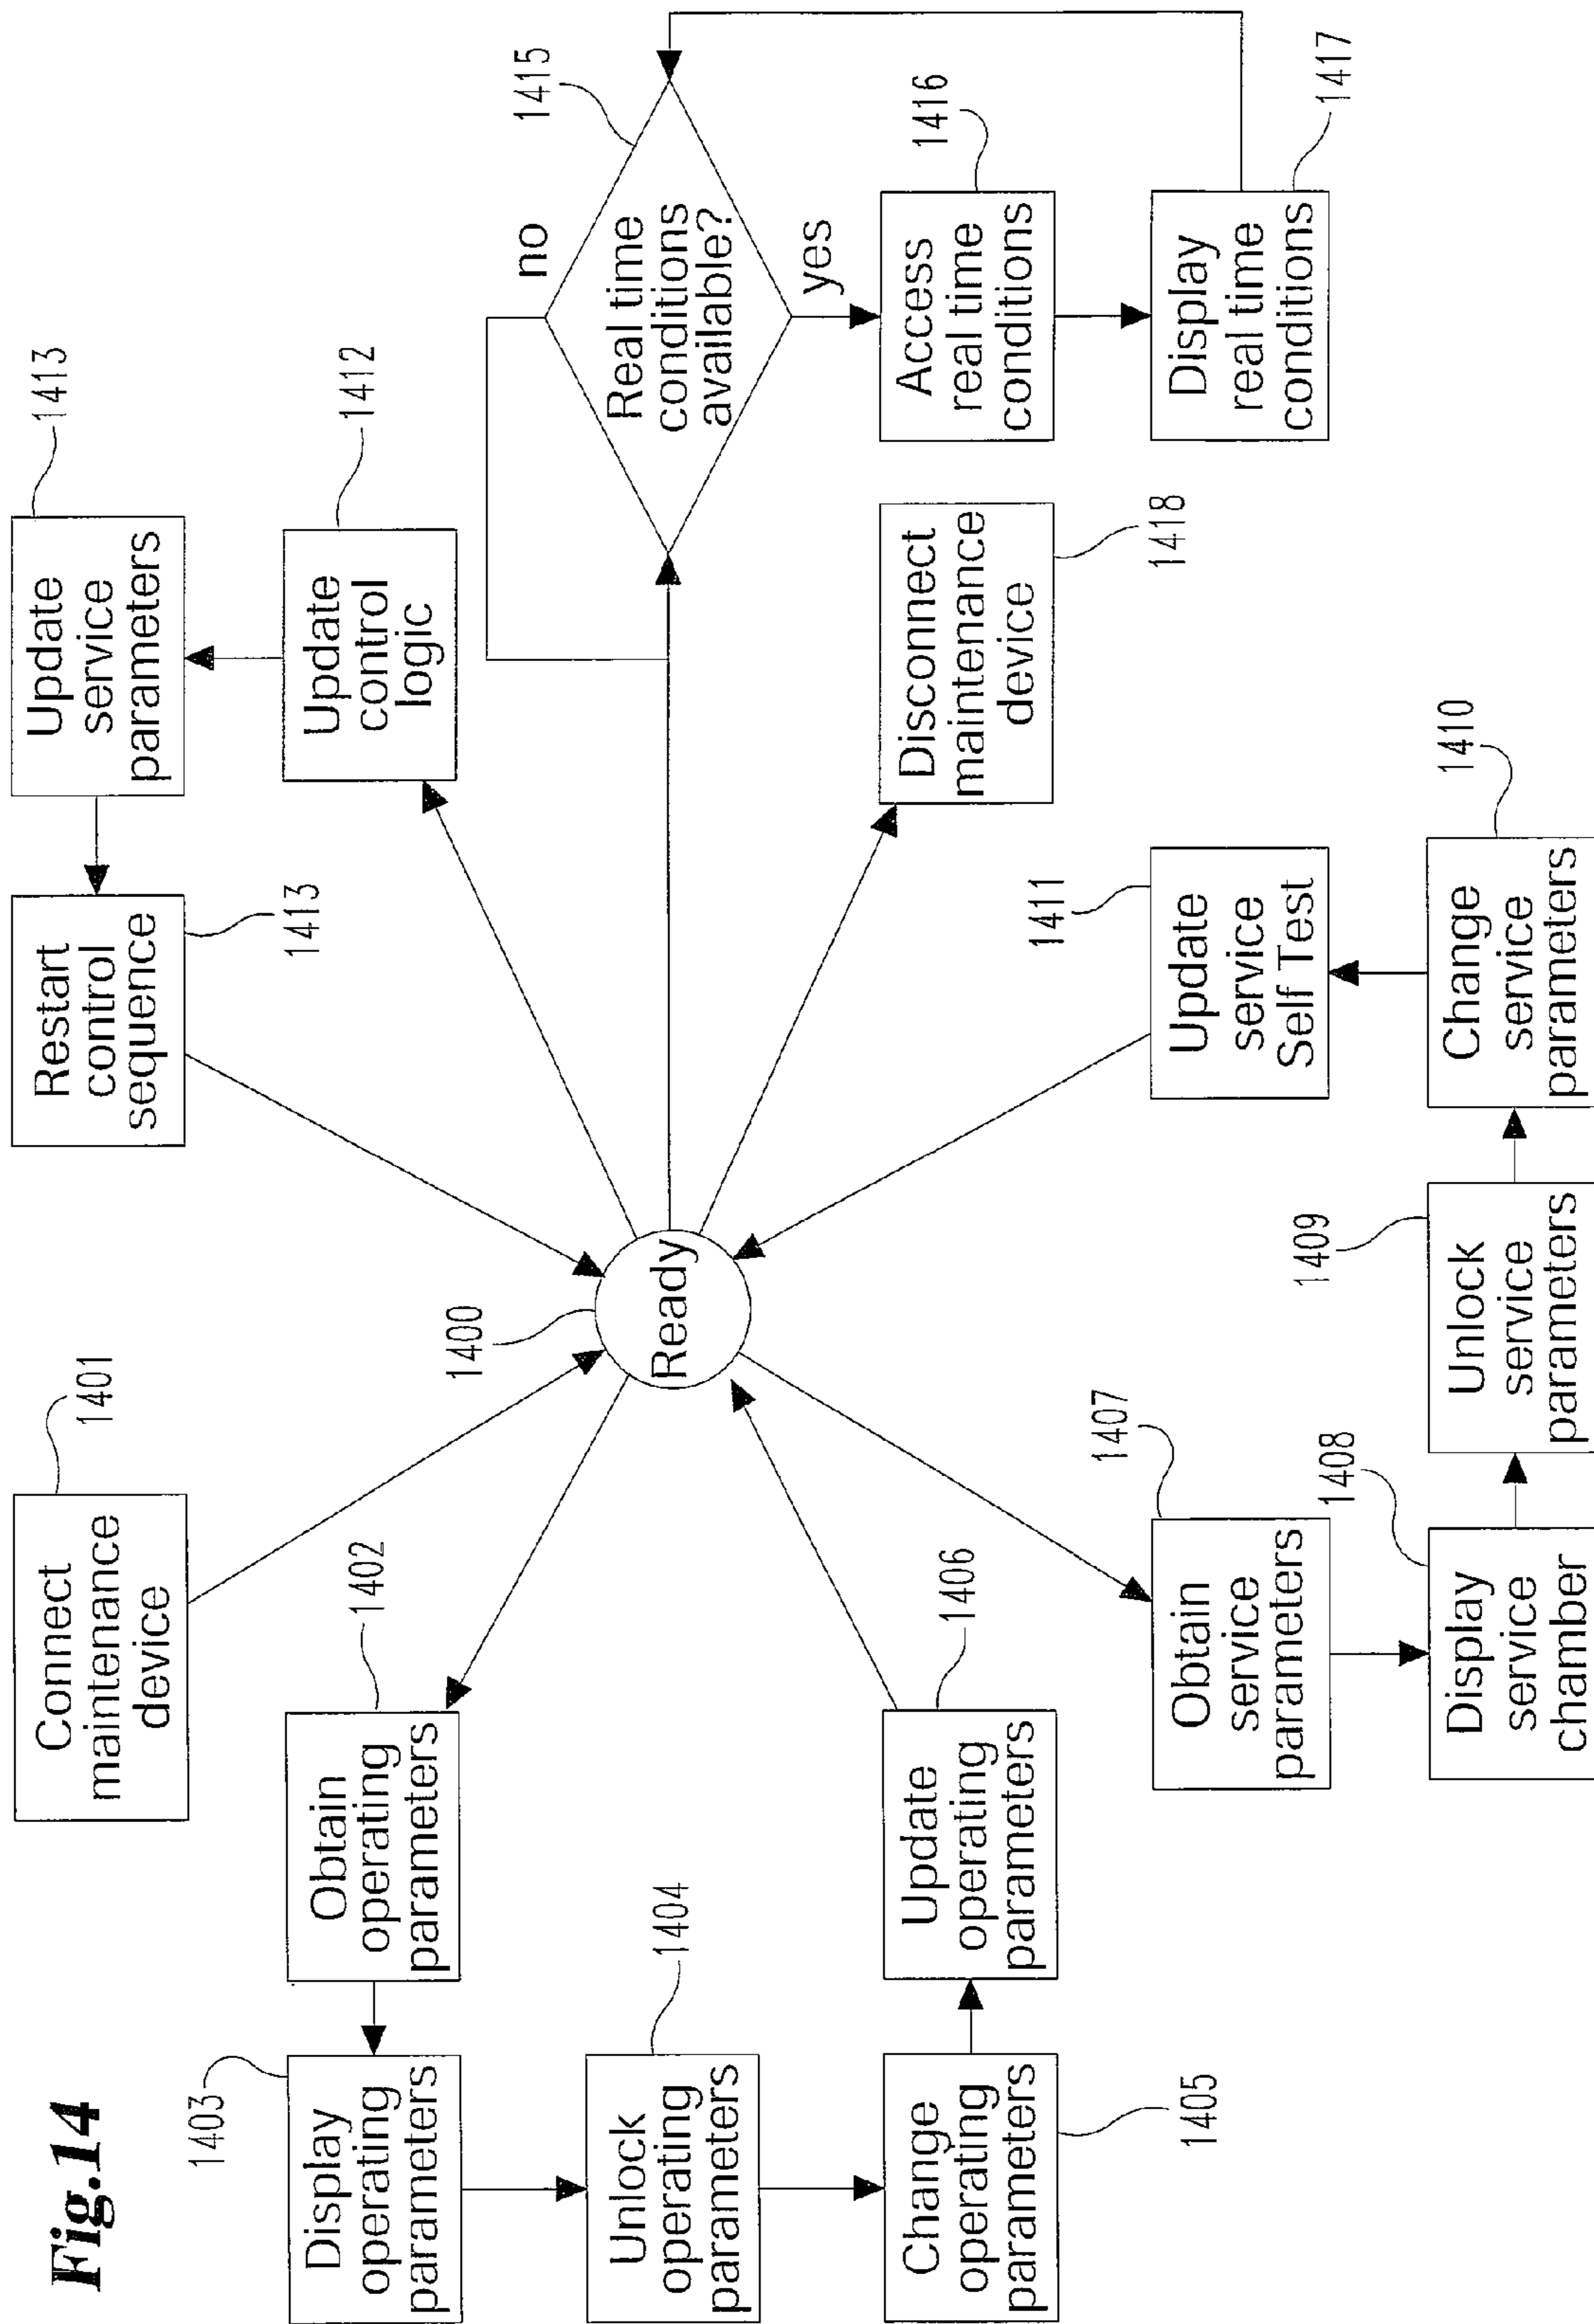 Fig.14
Connect
maintenance
device
1401
Ready
1400
Obtain
operating
parameters
1402
Display
operating
parameters
1403
Unlock
operating
parameters
1404
Change
operating
parameters
1405
Update
operating
parameters
1406
Obtain
service
parameters
1407
Display
service
chamber
1408
Unlock
service
parameters
1409
Change
service
parameters
1410
Update
service
Self Test
1411
Update
control
logic
1412
Update
service
parameters
1413
Restart
control
sequence
1413
Real time
conditions
available?
1415
no
yes
Access
real time
conditions
1416
Display
real time
conditions
1417
Disconnect
maintenance
device
1418